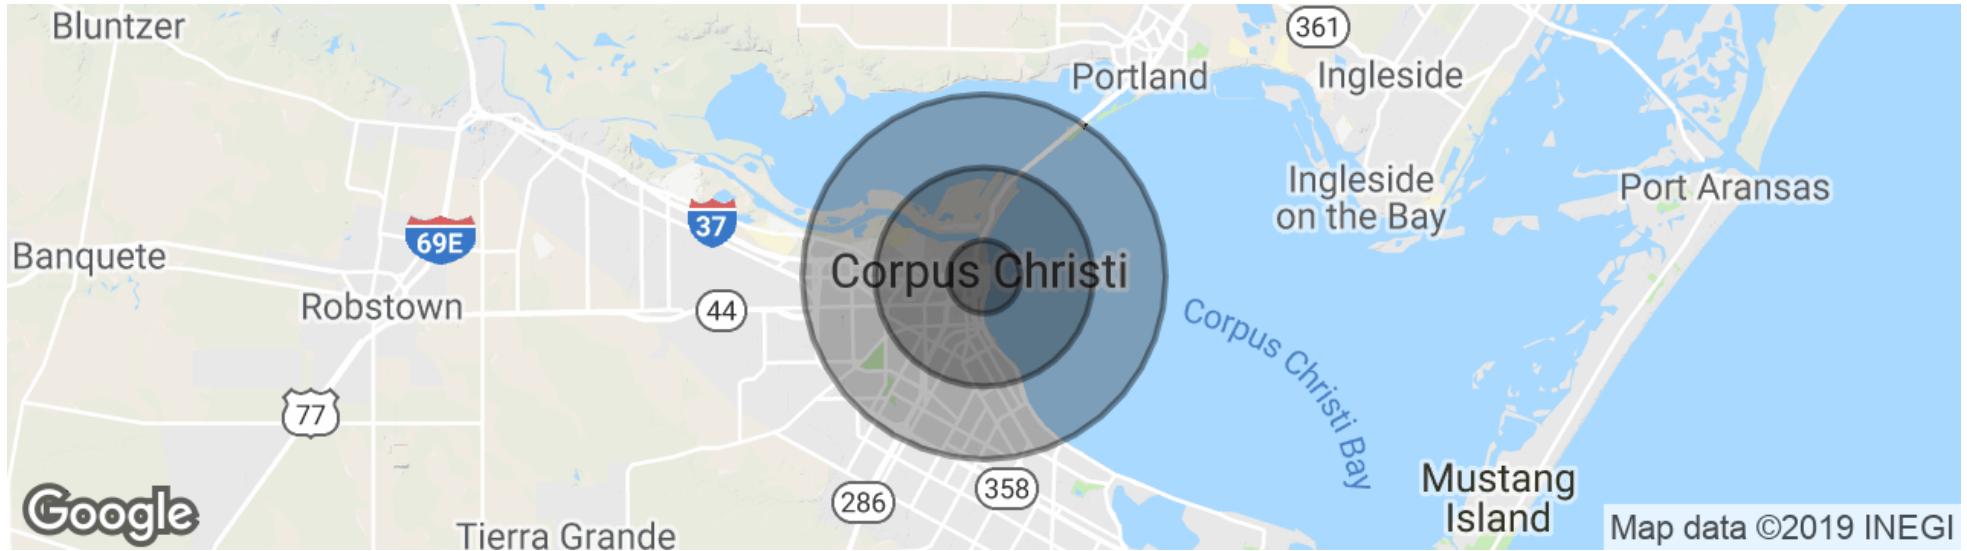 Bluntzer
361
Portland
Ingleside
Ingleside
on the Bay
Port Aransas
37
69E
Banquete
Corpus Christi
Robstown
44
Corpus Christi Bay
77
Mustang
Island
286
358
Google
Tierra Grande
Map data ©2019 INEGI